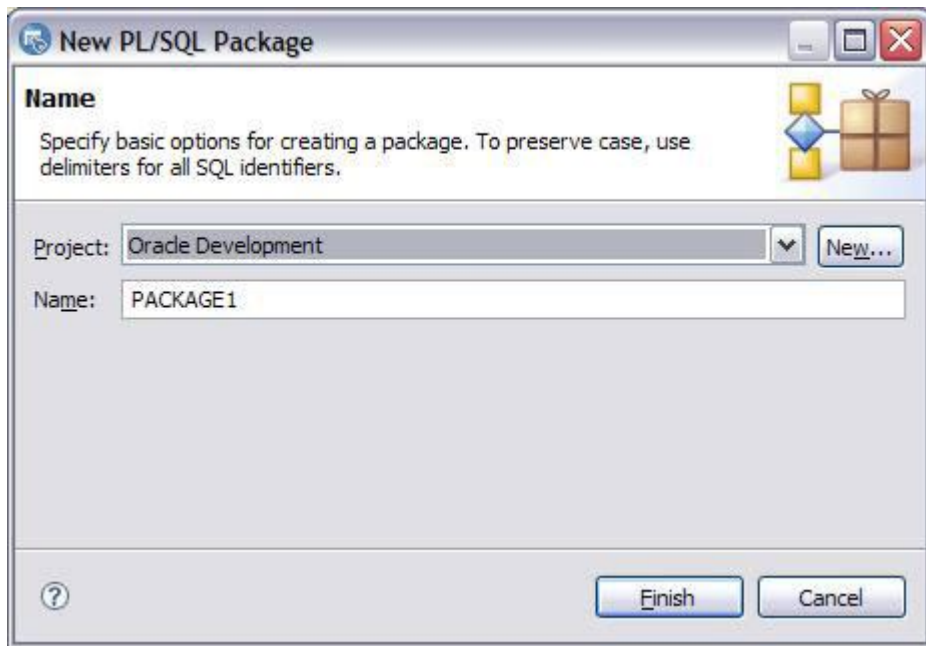 New PL/SQL Package
Name
Specify basic options for creating a package. To preserve case, use
delimiters for all SQL identifiers.
Project: Oracle Development New...
Name: PACKAGE1
? Finish Cancel